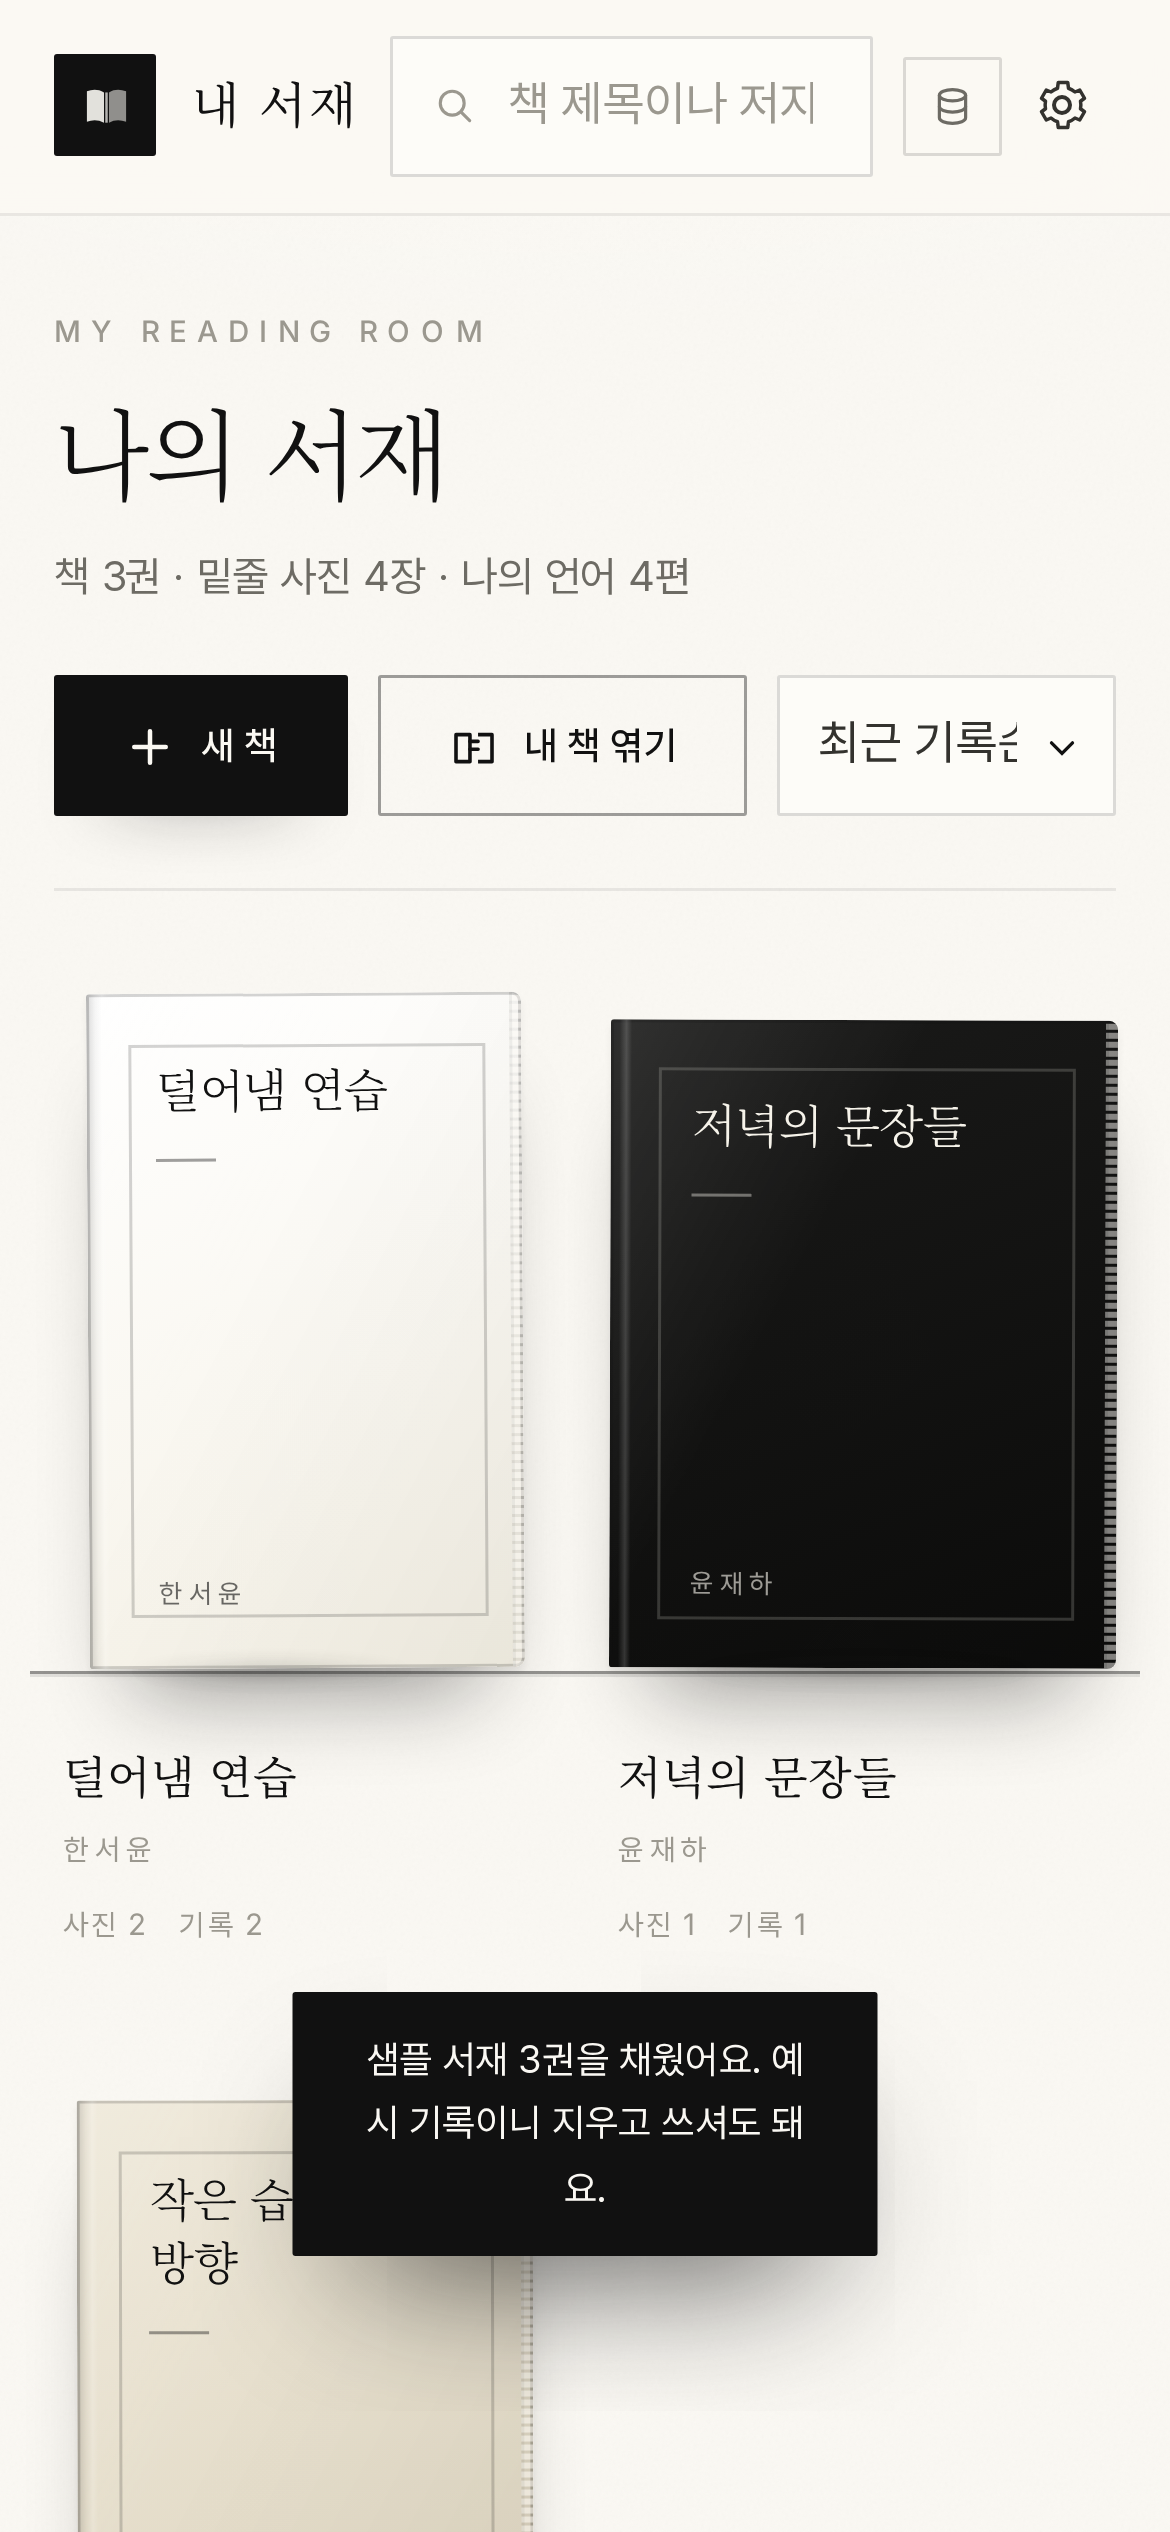 내 서재
책 제목이나 저
MY READING ROOM
나의 서재
책 3권 · 밑줄 사진 4장 · 나의 언어 4편
새 책
내 책 엮기
최근 기록
덜어냄 연습
한서윤
저녁의 문장들
윤재하
덜어냄 연습
한서윤
사진 2 기록 2
저녁의 문장들
윤재하
사진 1 기록 1
샘플 서재 3권을 채웠어요. 예
시 기록이니 지우고 쓰셔도 돼
요.
작은 습
방향